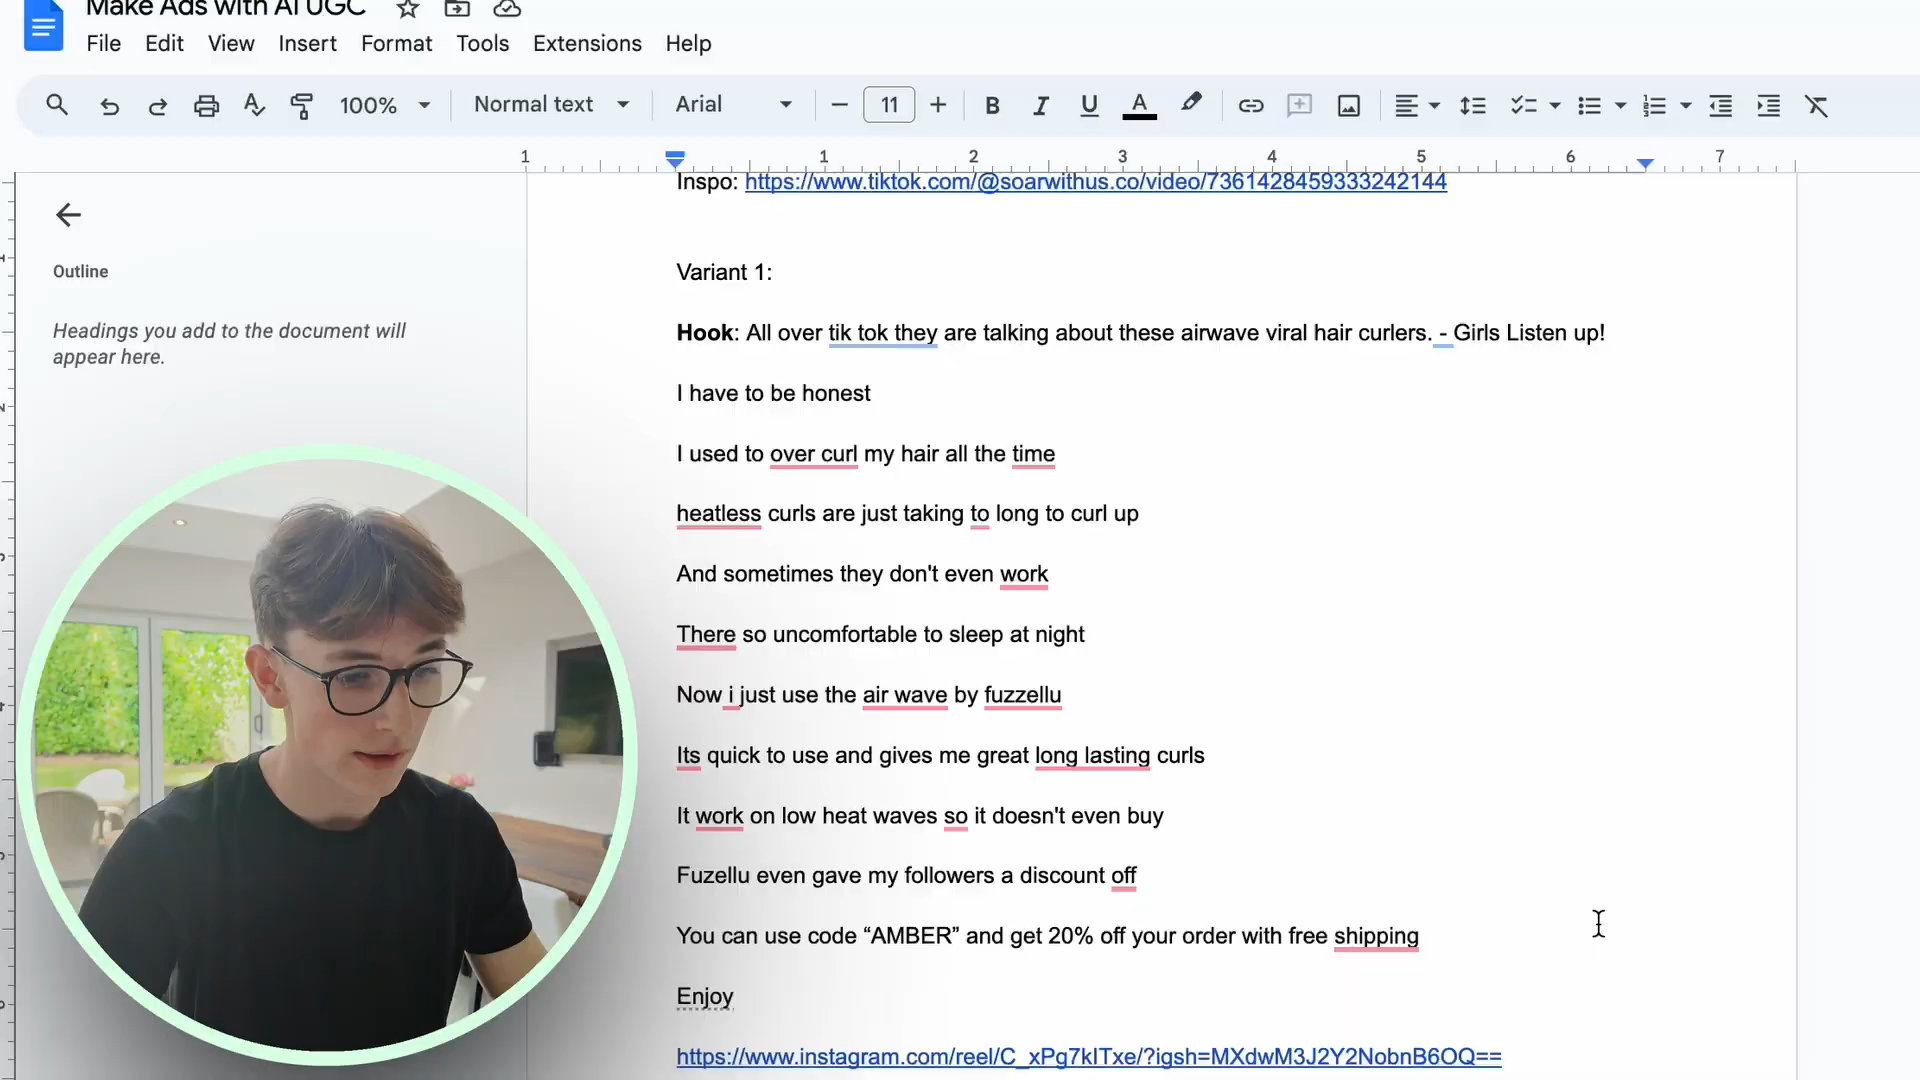 Make Ads with AI UGC
File Edit View Insert Format Tools Extensions Help
100% Normal text Arial 11 B I U A
1 1 2 3 4 5 6 7
Inspo: https://www.tiktok.com/@soarwithus.co/video/7361428459333242144
Outline
Headings you add to the document will
appear here.
Variant 1:
Hook: All over tik tok they are talking about these airwave viral hair curlers. - Girls Listen up!
I have to be honest
I used to over curl my hair all the time
heatless curls are just taking to long to curl up
And sometimes they don't even work
There so uncomfortable to sleep at night
Now i just use the air wave by fuzzellu
Its quick to use and gives me great long lasting curls
It work on low heat waves so it doesn't even buy
Fuzellu even gave my followers a discount off
You can use code “AMBER” and get 20% off your order with free shipping
Enjoy
https://www.instagram.com/reel/C_xPg7kITxe/?igsh=MXdwM3J2Y2NobnB6OQ==